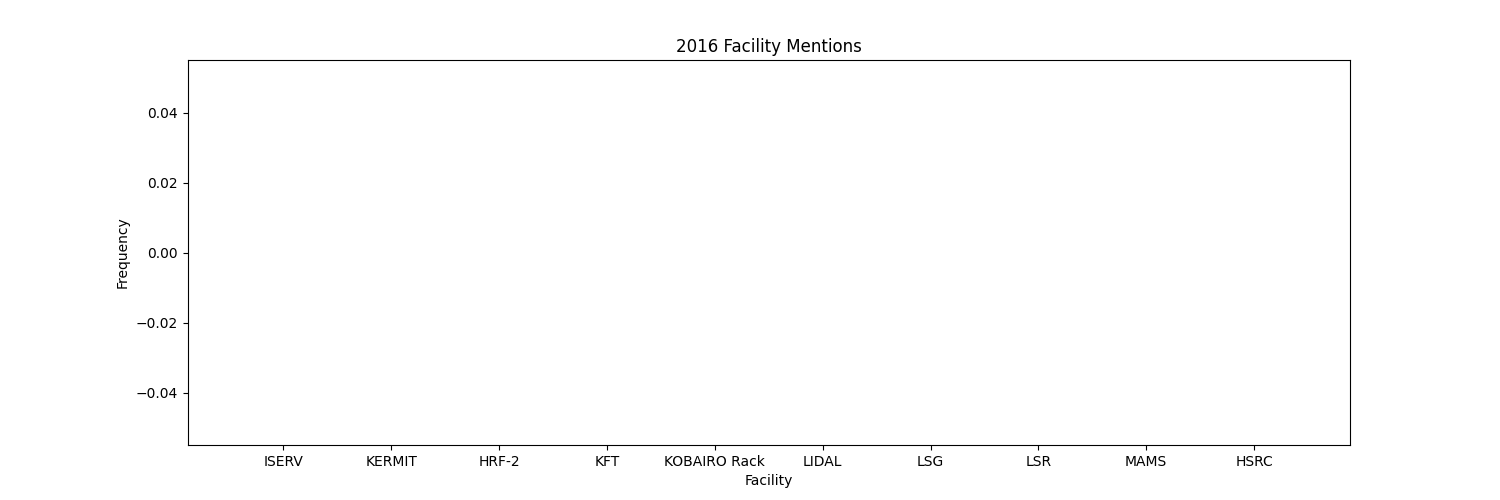 2016 Facility Mentions
0.04
0.02
0.00
−0.02
−0.04
Frequency
ISERV KERMIT HRF-2 KFT KOBAIRO Rack LIDAL LSG LSR MAMS HSRC
Facility